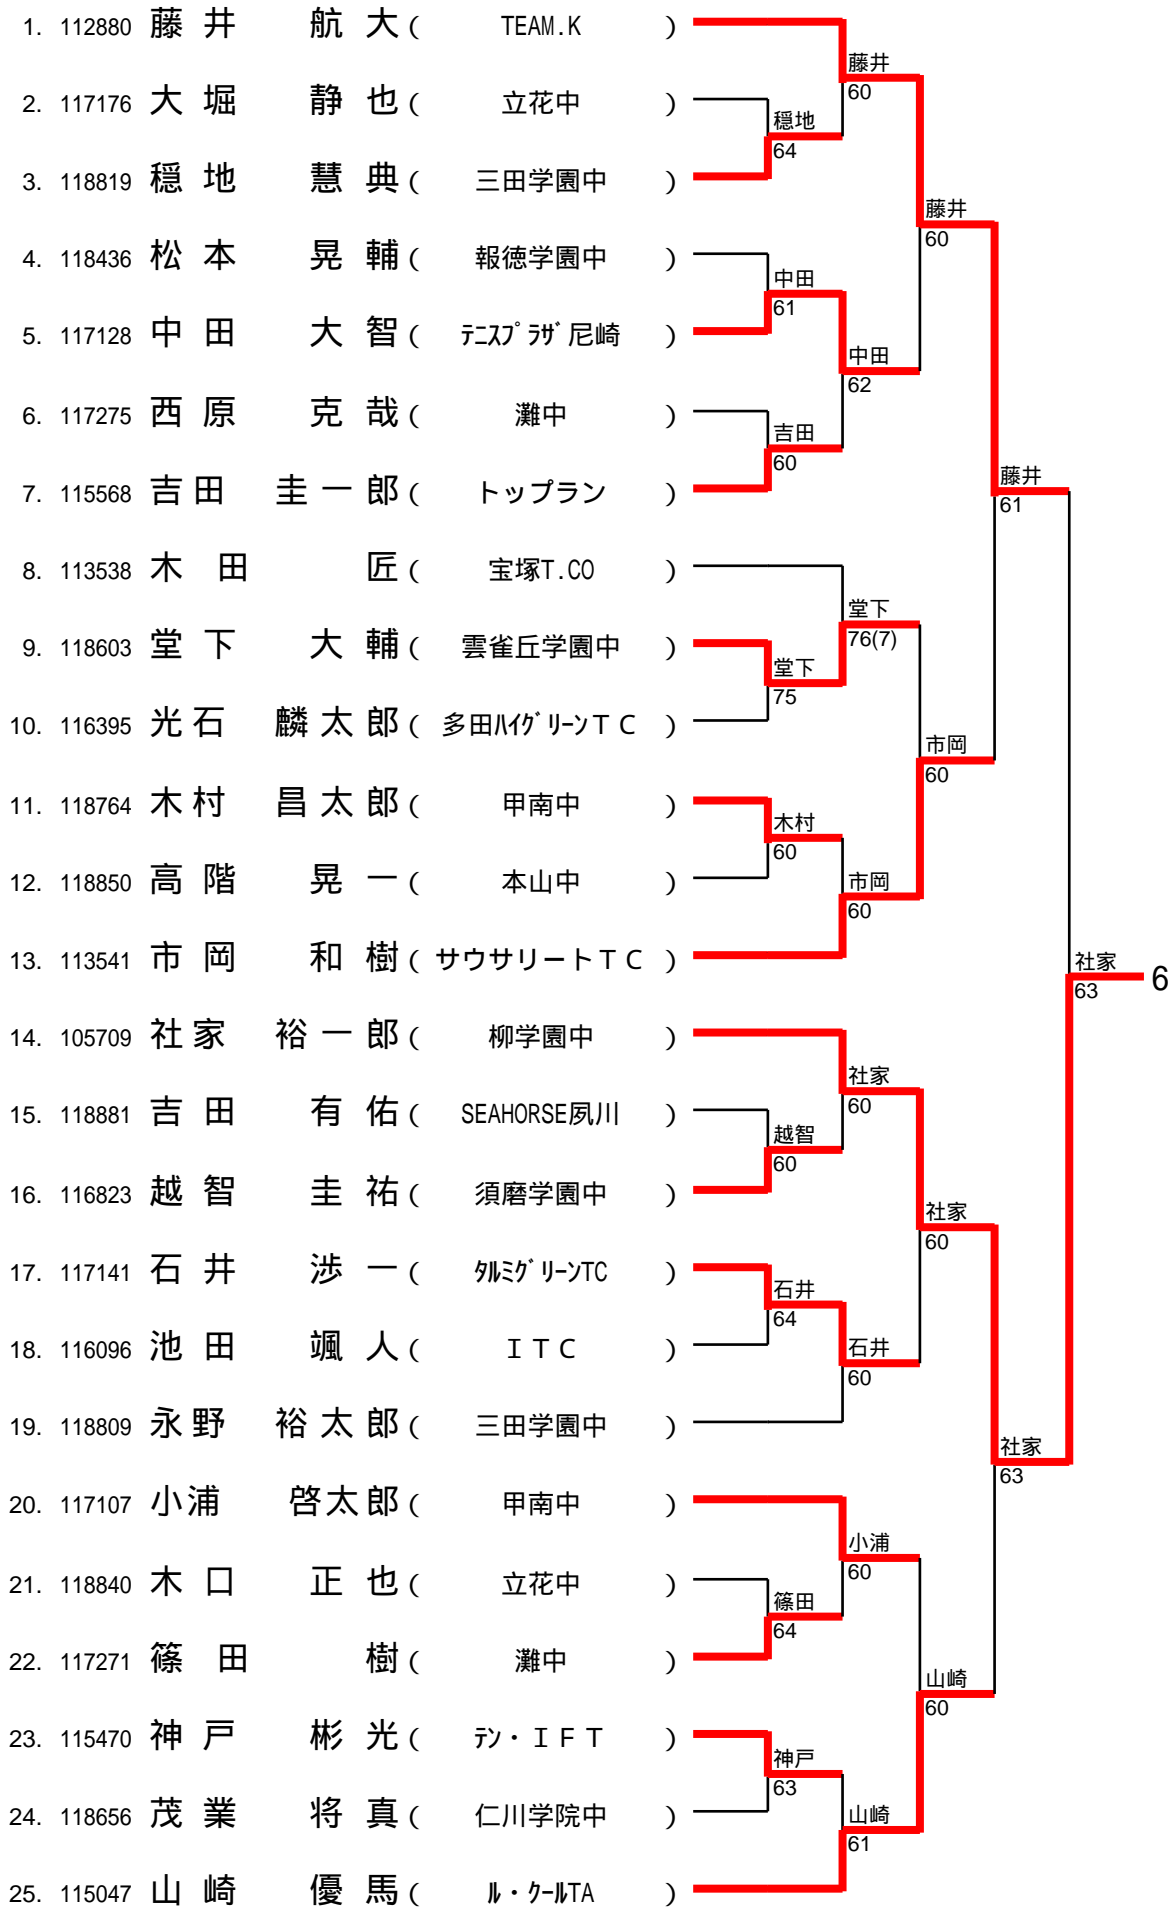 1. 112880 藤井 航大 ( TEAM.K )
藤井
60
2. 117176 大堀 静也 ( 立花中 )
穏地
64
3. 118819 穏地 慧典 ( 三田学園中 )
藤井
60
4. 118436 松本 晃輔 ( 報徳学園中 )
中田
61
5. 117128 中田 大智 ( テニスプラザ尼崎 )
中田
62
6. 117275 西原 克哉 ( 灘中 )
吉田
60
7. 115568 吉田 圭一郎 ( トップラン )
藤井
61
8. 113538 木田 匠 ( 宝塚T.CO )
堂下
76(7)
9. 118603 堂下 大輔 ( 雲雀丘学園中 )
堂下
75
10. 116395 光石 麟太郎 ( 多田ハイグリーンTC )
市岡
60
11. 118764 木村 昌太郎 ( 甲南中 )
木村
60
12. 118850 高階 晃一 ( 本山中 )
市岡
60
13. 113541 市岡 和樹 ( サウサリートTC )
社家
63
6
14. 105709 社家 裕一郎 ( 柳学園中 )
社家
60
15. 118881 吉田 有佑 ( SEAHORSE夙川 )
越智
60
16. 116823 越智 圭祐 ( 須磨学園中 )
社家
60
17. 117141 石井 渉一 ( タルミグリーンTC )
石井
64
18. 116096 池田 颯人 ( ITC )
石井
60
19. 118809 永野 裕太郎 ( 三田学園中 )
社家
63
20. 117107 小浦 啓太郎 ( 甲南中 )
小浦
60
21. 118840 木口 正也 ( 立花中 )
篠田
64
22. 117271 篠田 樹 ( 灘中 )
山崎
60
23. 115470 神戸 彬光 ( テン・IFT )
神戸
63
24. 118656 茂業 将真 ( 仁川学院中 )
山崎
61
25. 115047 山崎 優馬 ( ル・クールTA )